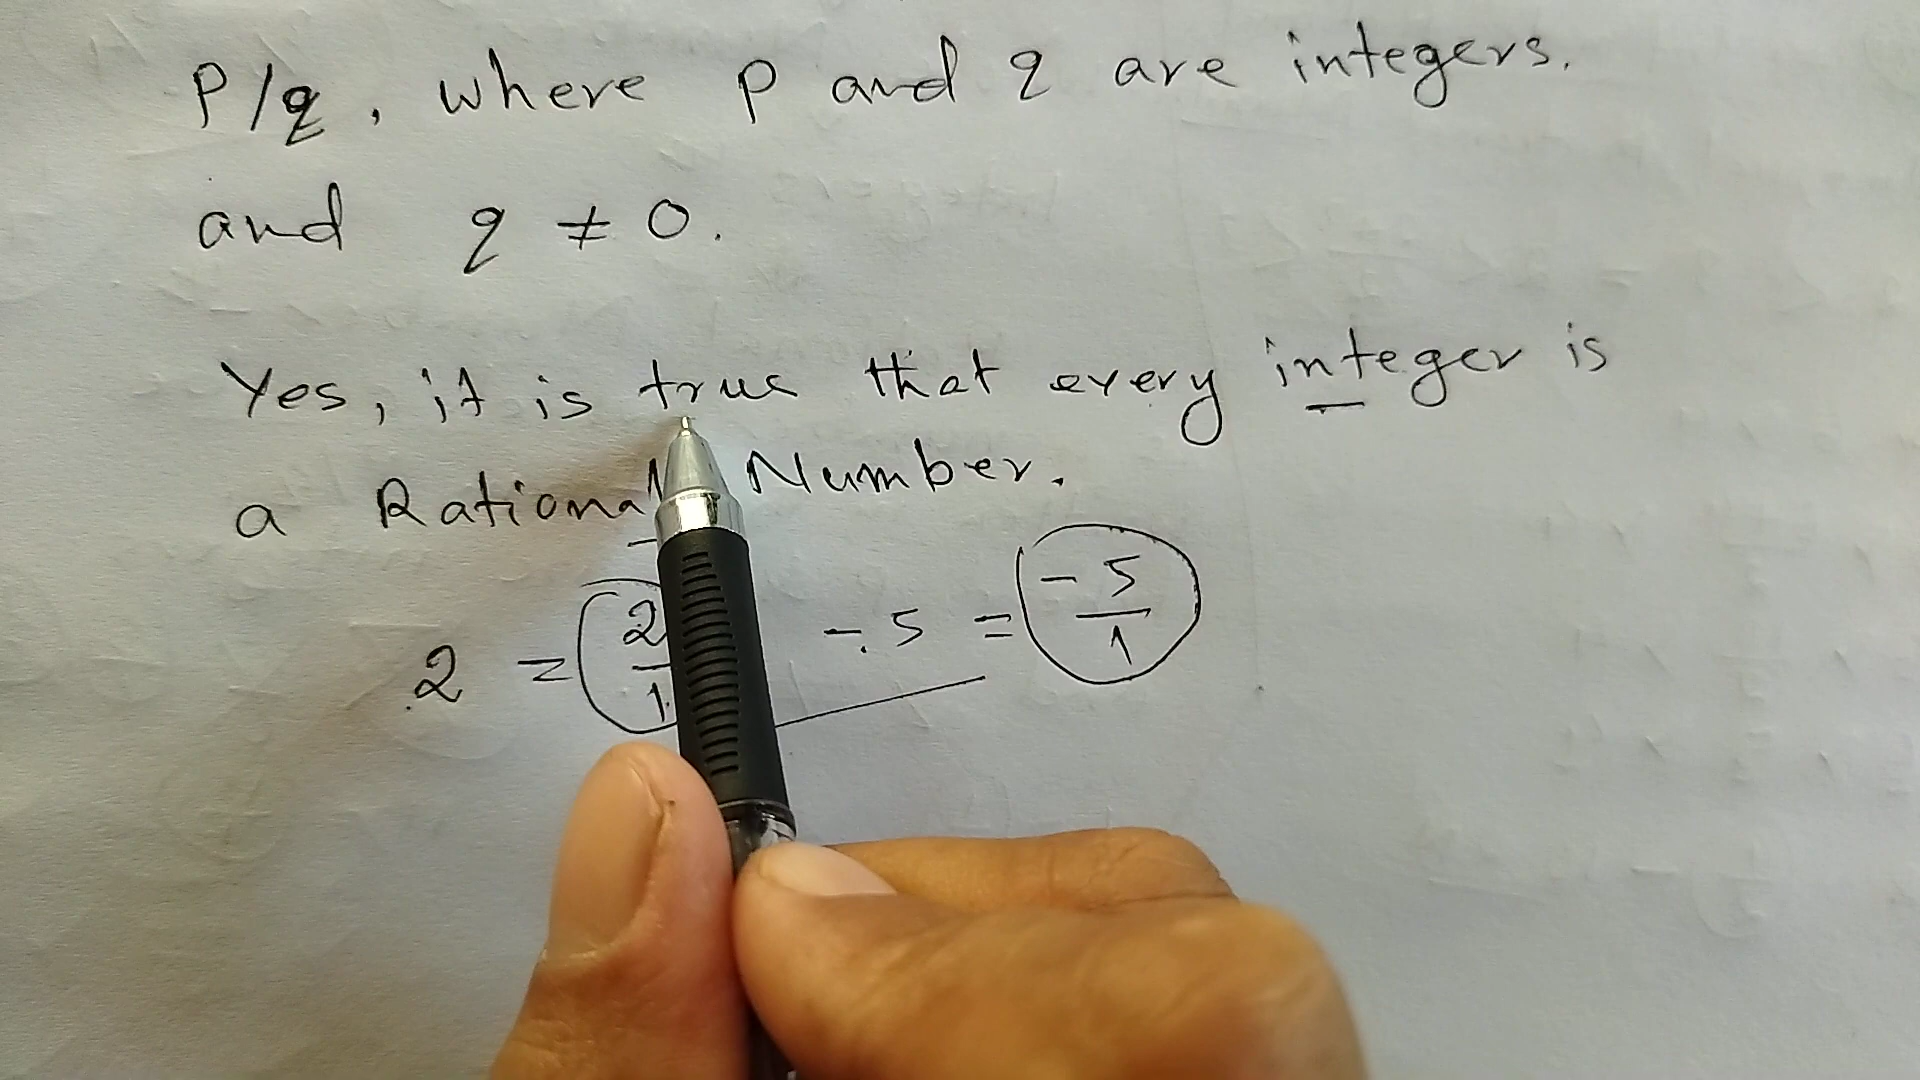 P/q, where p and q are integers.
and q ≠ 0.
Yes, it is true that every integer is
a Rational Number.
2 = 2/1 -5 = -5/1